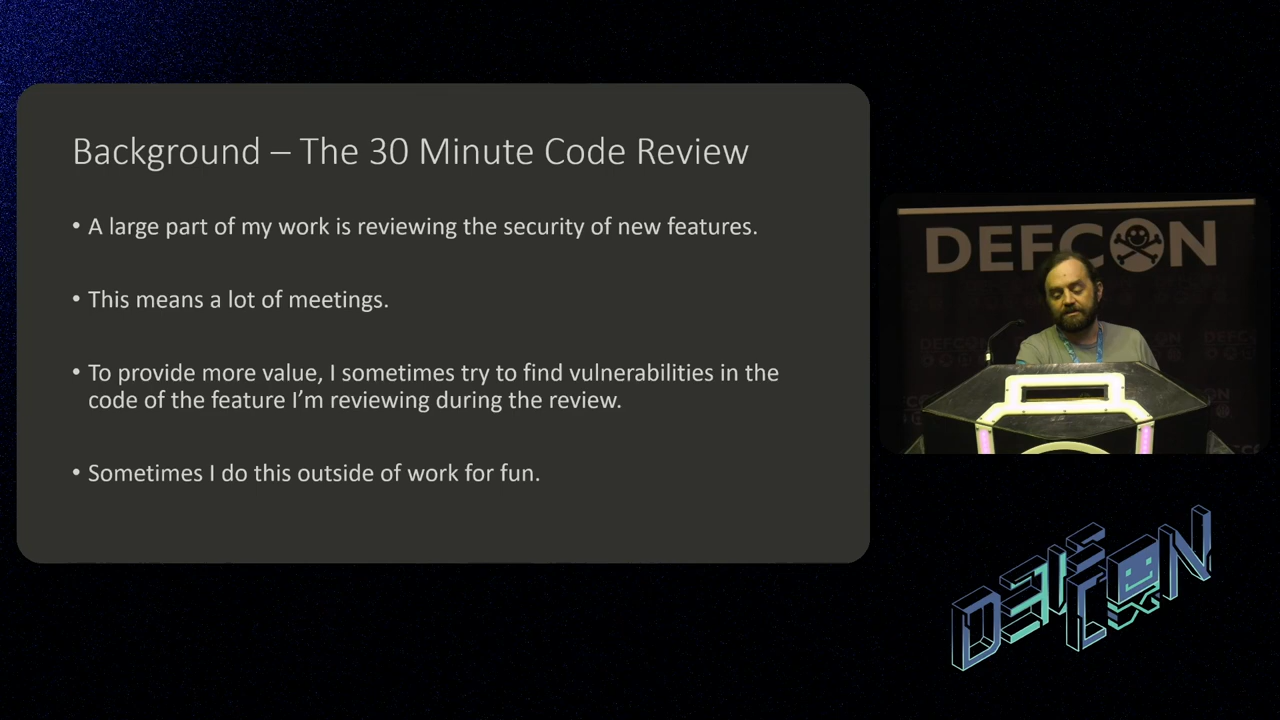 Background – The 30 Minute Code Review
• A large part of my work is reviewing the security of new features.
• This means a lot of meetings.
• To provide more value, I sometimes try to find vulnerabilities in the
code of the feature I’m reviewing during the review.
• Sometimes I do this outside of work for fun.
DEFCON
DEFCON
DEFCON